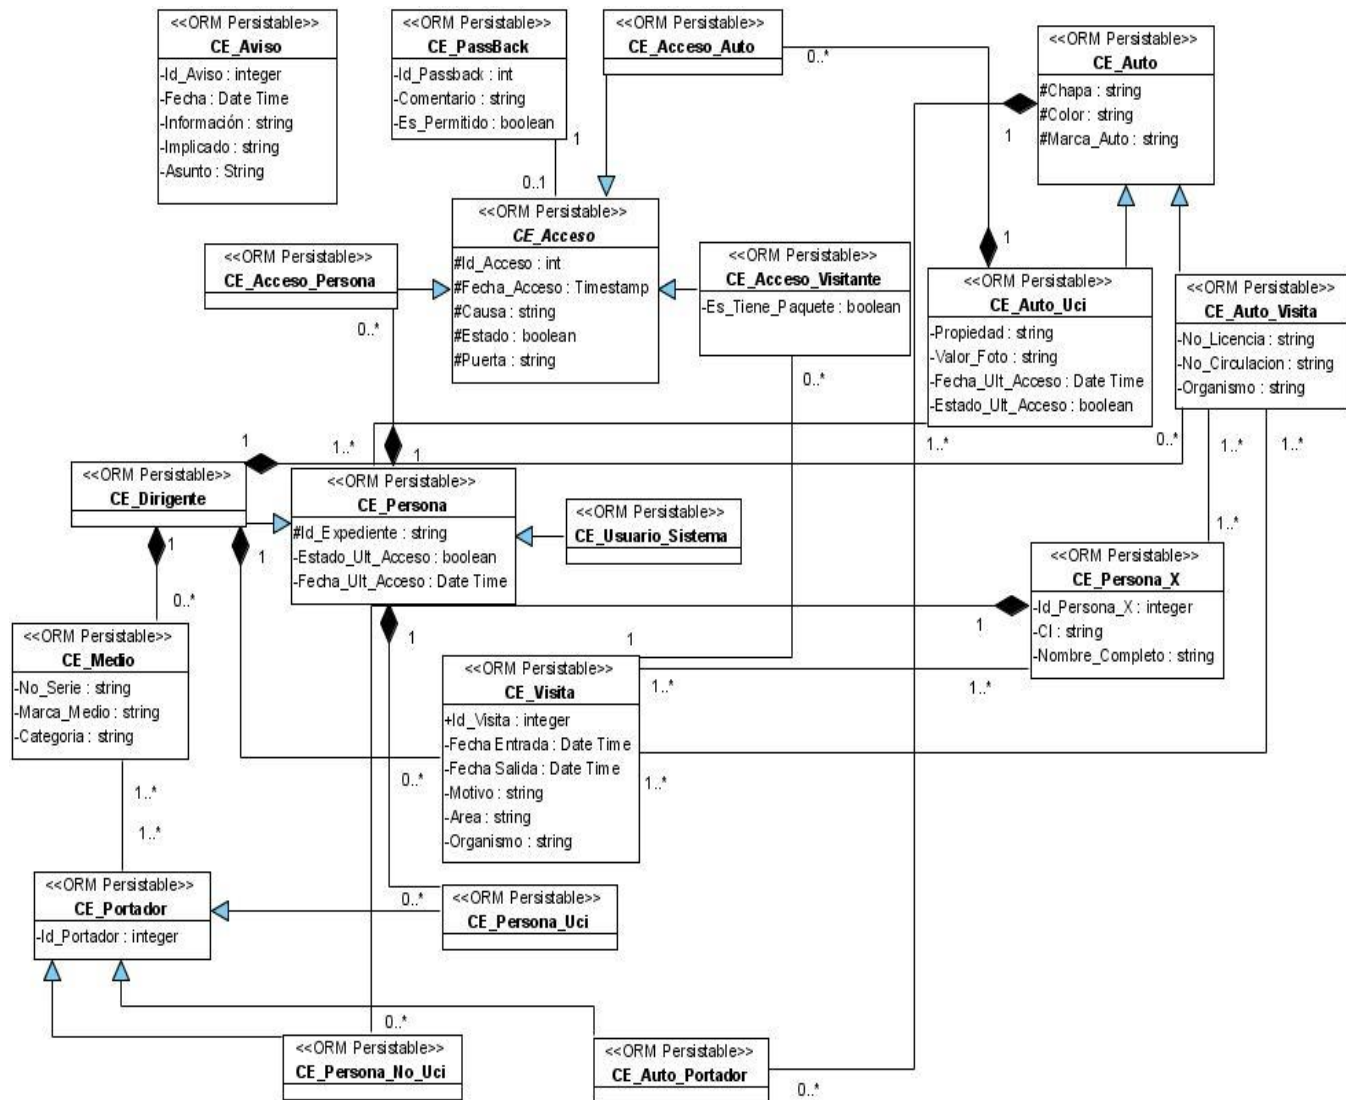 <<ORM Persistable>>
CE_Aviso
-Id_Aviso : integer
-Fecha : Date Time
-Información : string
-Implicado : string
-Asunto : String
<<ORM Persistable>>
CE_PassBack
-Id_Passback : int
-Comentario : string
-Es_Permitido : boolean
1
0..1
<<ORM Persistable>>
CE_Acceso_Auto
0..*
1
<<ORM Persistable>>
CE_Auto
#Chapa : string
#Color : string
#Marca_Auto : string
1
<<ORM Persistable>>
CE_Acceso
#Id_Acceso : int
#Fecha_Acceso : Timestamp
#Causa : string
#Estado : boolean
#Puerta : string
<<ORM Persistable>>
CE_Acceso_Persona
0..*
<<ORM Persistable>>
CE_Acceso_Visitante
-Es_Tiene_Paquete : boolean
0..*
<<ORM Persistable>>
CE_Auto_Uci
-Propiedad : string
-Valor_Foto : string
-Fecha_Ult_Acceso : Date Time
-Estado_Ult_Acceso : boolean
1..*
<<ORM Persistable>>
CE_Auto_Visita
-No_Licencia : string
-No_Circulacion : string
-Organismo : string
0..*
1..*
1..*
1
1..*
1
<<ORM Persistable>>
CE_Dirigente
1
1
<<ORM Persistable>>
CE_Persona
#Id_Expediente : string
-Estado_Ult_Acceso : boolean
-Fecha_Ult_Acceso : Date Time
1
<<ORM Persistable>>
CE_Usuario_Sistema
1..*
<<ORM Persistable>>
CE_Persona_X
-Id_Persona_X : integer
-CI : string
-Nombre_Completo : string
1
1..*
0..*
<<ORM Persistable>>
CE_Medio
-No_Serie : string
-Marca_Medio : string
-Categoria : string
1..*
1..*
1
<<ORM Persistable>>
CE_Visita
+Id_Visita : integer
-Fecha Entrada : Date Time
-Fecha Salida : Date Time
-Motivo : string
-Area : string
-Organismo : string
1..*
0..*
1..*
<<ORM Persistable>>
CE_Portador
-Id_Portador : integer
0..*
<<ORM Persistable>>
CE_Persona_Uci
0..*
<<ORM Persistable>>
CE_Persona_No_Uci
<<ORM Persistable>>
CE_Auto_Portador
0..*